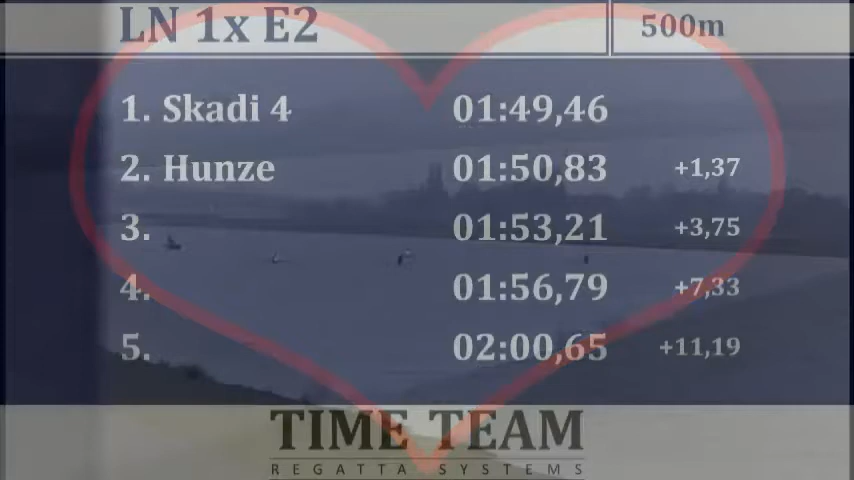 LN 1x E2 500m
1. Skadi 4 01:49,46
2. Hunze 01:50,83 +1,37
3. 01:53,21 +3,75
4. 01:56,79 +7,33
5. 02:00,65 +11,19
TIME TEAM
REGATTA SYSTEMS